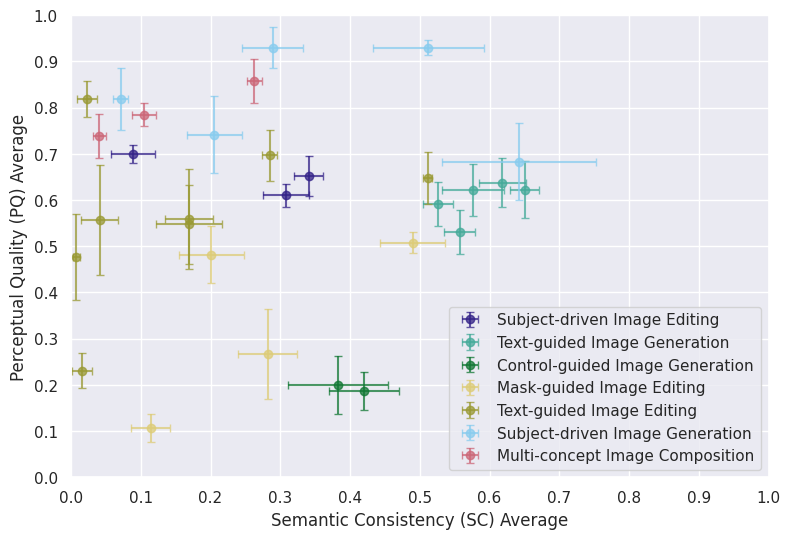 1.0
0.9
0.8
0.7
0.6
0.5
0.4
0.3
0.2
0.1
0.0
Perceptual Quality (PQ) Average
Subject-driven Image Editing
Text-guided Image Generation
Control-guided Image Generation
Mask-guided Image Editing
Text-guided Image Editing
Subject-driven Image Generation
Multi-concept Image Composition
0.0 0.1 0.2 0.3 0.4 0.5 0.6 0.7 0.8 0.9 1.0
Semantic Consistency (SC) Average